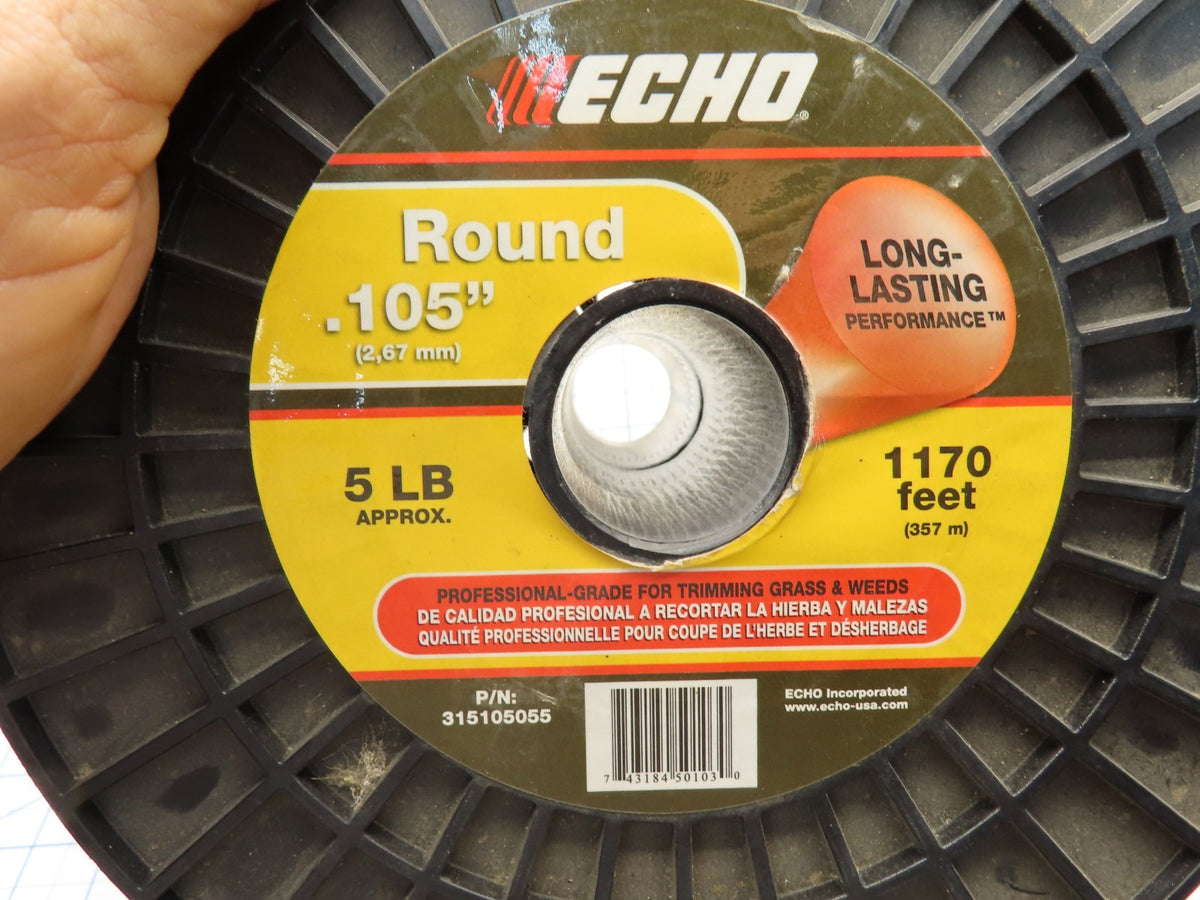 ECHO®
Round
.105”
(2,67 mm)
LONG-
LASTING
PERFORMANCE™
5 LB
APPROX.
1170
feet
(357 m)
PROFESSIONAL-GRADE FOR TRIMMING GRASS & WEEDS
DE CALIDAD PROFESIONAL A RECORTAR LA HIERBA Y MALEZAS
QUALITÉ PROFESSIONNELLE POUR COUPE DE L'HERBE ET DÉSHERBAGE
P/N:
315105055
7 43184 50103 0
ECHO Incorporated
www.echo-usa.com